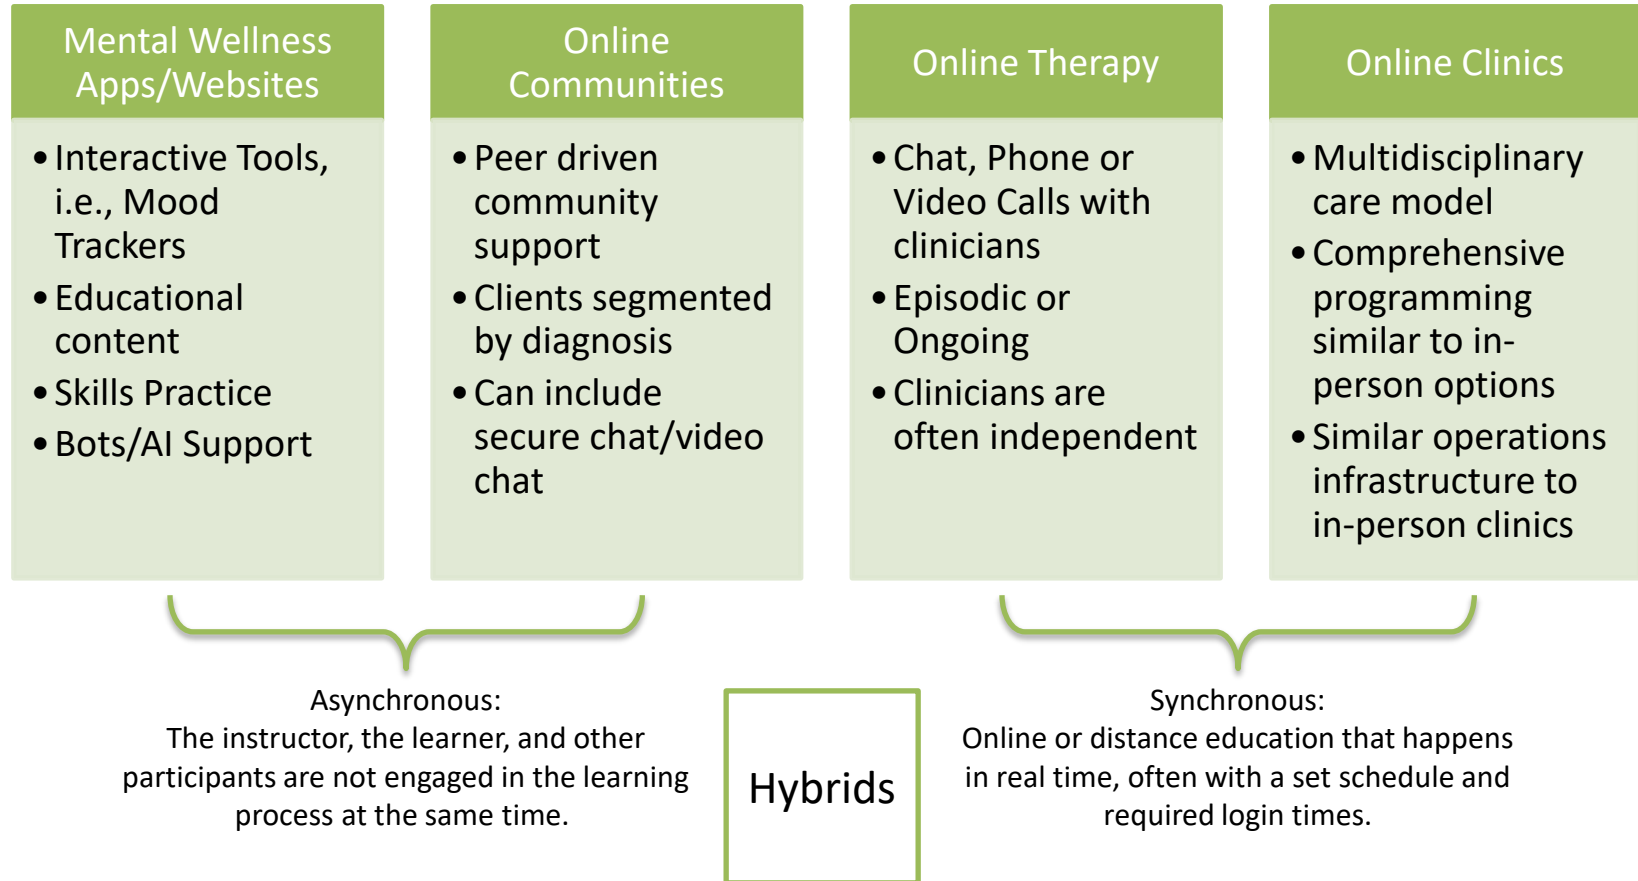 Mental Wellness
Apps/Websites
• Interactive Tools,
i.e., Mood
Trackers
• Educational
content
• Skills Practice
• Bots/AI Support
Online
Communities
• Peer driven
community
support
• Clients segmented
by diagnosis
• Can include
secure chat/video
chat
Online Therapy
• Chat, Phone or
Video Calls with
clinicians
• Episodic or
Ongoing
• Clinicians are
often independent
Online Clinics
• Multidisciplinary
care model
• Comprehensive
programming
similar to in-
person options
• Similar operations
infrastructure to
in-person clinics
Asynchronous:
The instructor, the learner, and other
participants are not engaged in the learning
process at the same time.
Hybrids
Synchronous:
Online or distance education that happens
in real time, often with a set schedule and
required login times.